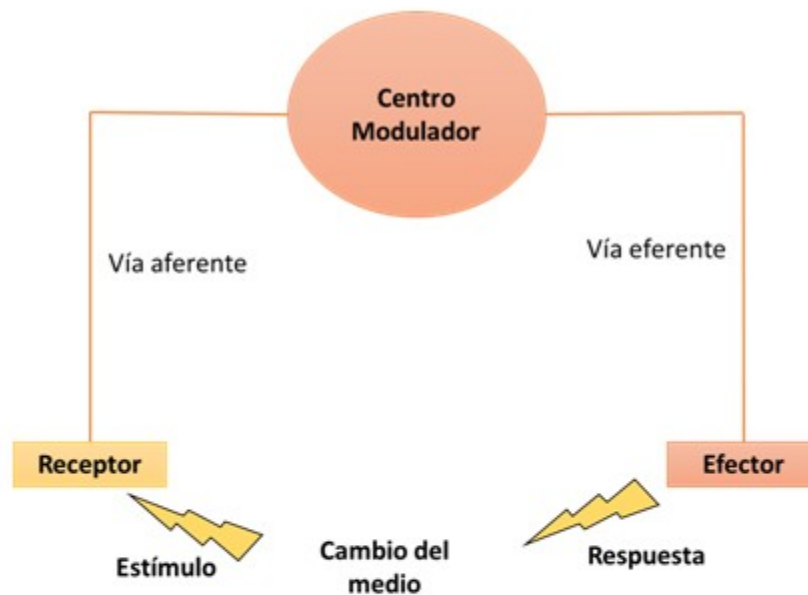 Centro
Modulador
Vía aferente
Vía eferente
Receptor
Efector
Estímulo
Cambio del
medio
Respuesta